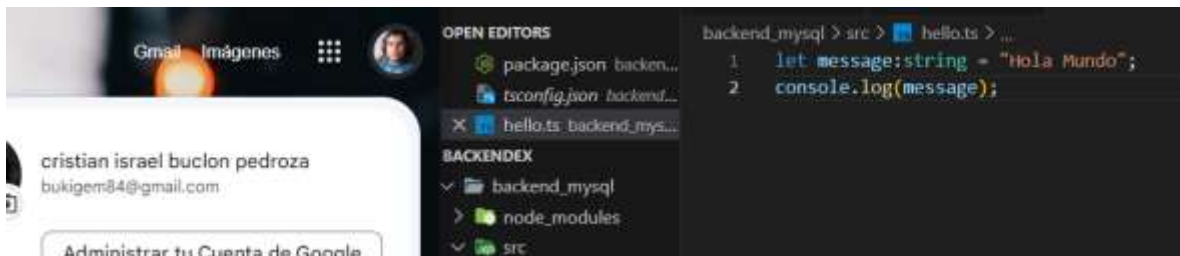 Gmail Imágenes
cristian israel buclon pedroza
bukigem84@gmail.com
Administrar tu Cuenta de Google
OPEN EDITORS
package.json backen...
tsconfig.json backend...
hello.ts backend_mys...
BACKENDEX
backend_mysql
node_modules
src
backend_mysql > src > hello.ts > ...
1 let message:string = "Hola Mundo";
2 console.log(message);